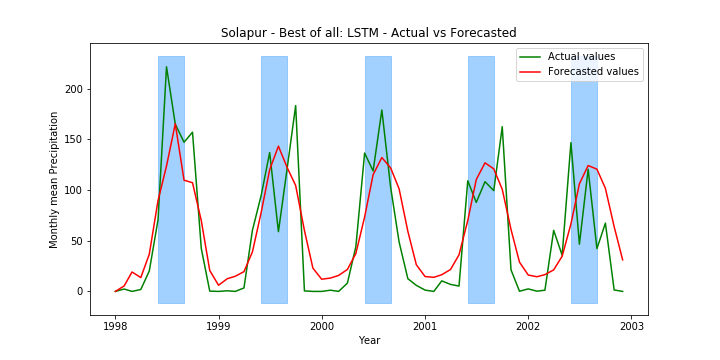 Solapur - Best of all: LSTM - Actual vs Forecasted
Actual values
Forecasted values
Monthly mean Precipitation
200
150
100
50
0
1998
1999
2000
2001
2002
2003
Year